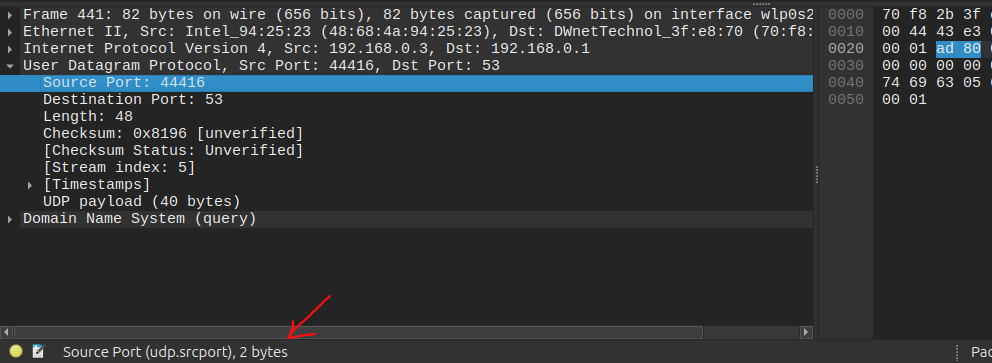 Frame 441: 82 bytes on wire (656 bits), 82 bytes captured (656 bits) on interface wlp0s2
Ethernet II, Src: Intel_94:25:23 (48:68:4a:94:25:23), Dst: DWnetTechnol_3f:e8:70 (70:f8:
Internet Protocol Version 4, Src: 192.168.0.3, Dst: 192.168.0.1
User Datagram Protocol, Src Port: 44416, Dst Port: 53
Source Port: 44416
Destination Port: 53
Length: 48
Checksum: 0x8196 [unverified]
[Checksum Status: Unverified]
[Stream index: 5]
[Timestamps]
UDP payload (40 bytes)
Domain Name System (query)
0000 70 f8 2b 3f
0010 00 44 43 e3
0020 00 01 ad 80
0030 00 00 00 00
0040 74 69 63 05
0050 00 01
Source Port (udp.srcport), 2 bytes
Pac